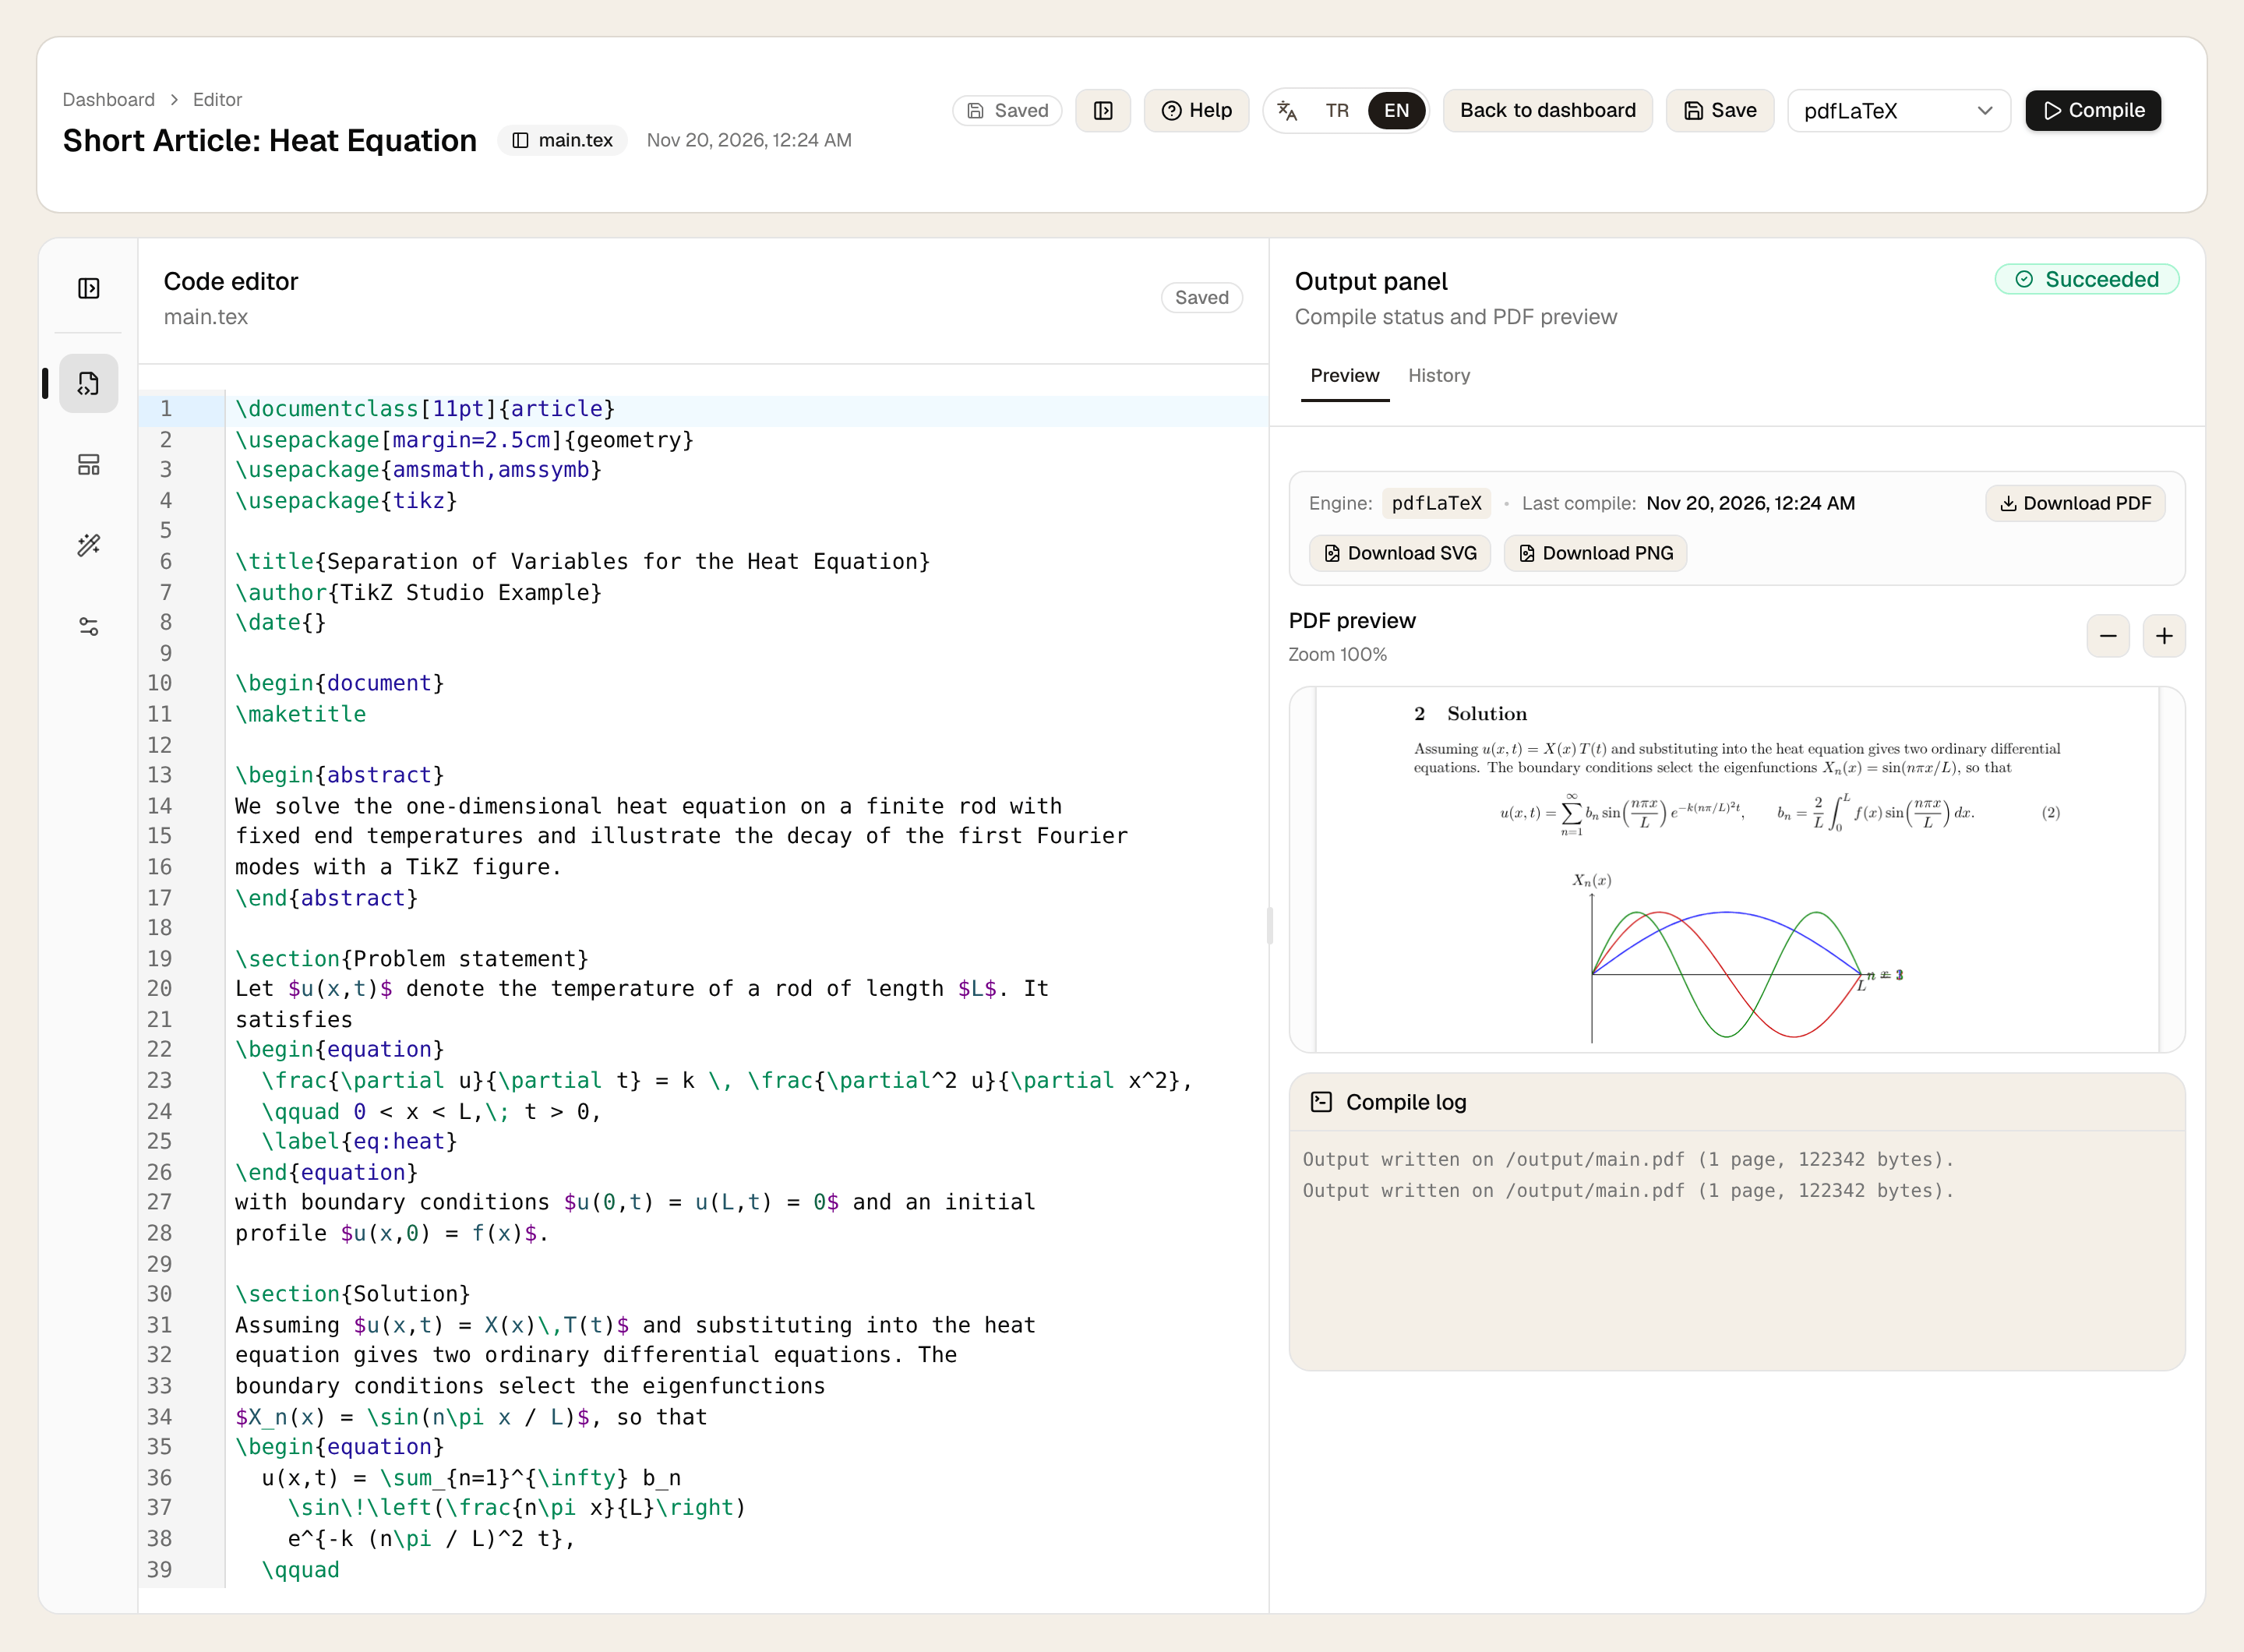 Dashboard > Editor
Short Article: Heat Equation main.tex Nov 20, 2026, 12:24 AM
Saved Help TR EN Back to dashboard Save pdfLaTeX Compile
Code editor
main.tex
Saved
1 \documentclass[11pt]{article}
2 \usepackage[margin=2.5cm]{geometry}
3 \usepackage{amsmath,amssymb}
4 \usepackage{tikz}
5
6 \title{Separation of Variables for the Heat Equation}
7 \author{TikZ Studio Example}
8 \date{}
9
10 \begin{document}
11 \maketitle
12
13 \begin{abstract}
14 We solve the one-dimensional heat equation on a finite rod with
15 fixed end temperatures and illustrate the decay of the first Fourier
16 modes with a TikZ figure.
17 \end{abstract}
18
19 \section{Problem statement}
20 Let $u(x,t)$ denote the temperature of a rod of length $L$. It
21 satisfies
22 \begin{equation}
23   \frac{\partial u}{\partial t} = k \, \frac{\partial^2 u}{\partial x^2},
24   \qquad 0 < x < L,\; t > 0,
25   \label{eq:heat}
26 \end{equation}
27 with boundary conditions $u(0,t) = u(L,t) = 0$ and an initial
28 profile $u(x,0) = f(x)$.
29
30 \section{Solution}
31 Assuming $u(x,t) = X(x)\,T(t)$ and substituting into the heat
32 equation gives two ordinary differential equations. The
33 boundary conditions select the eigenfunctions
34 $X_n(x) = \sin(n\pi x / L)$, so that
35 \begin{equation}
36   u(x,t) = \sum_{n=1}^{\infty} b_n
37     \sin\!\left(\frac{n\pi x}{L}\right)
38     e^{-k (n\pi / L)^2 t},
39   \qquad
Output panel
Compile status and PDF preview
Succeeded
Preview History
Engine: pdfLaTeX • Last compile: Nov 20, 2026, 12:24 AM Download PDF
Download SVG Download PNG
PDF preview
Zoom 100%
2 Solution
Assuming u(x, t) = X(x) T(t) and substituting into the heat equation gives two ordinary differential
equations. The boundary conditions select the eigenfunctions Xₙ(x) = sin(nπx/L), so that
u(x, t) = ∑_{n=1}^{∞} bₙ sin(nπx/L) e^{−k(nπ/L)²t}, bₙ = 2/L ∫₀ᴸ f(x) sin(nπx/L) dx. (2)
Xₙ(x)
L
Compile log
Output written on /output/main.pdf (1 page, 122342 bytes).
Output written on /output/main.pdf (1 page, 122342 bytes).